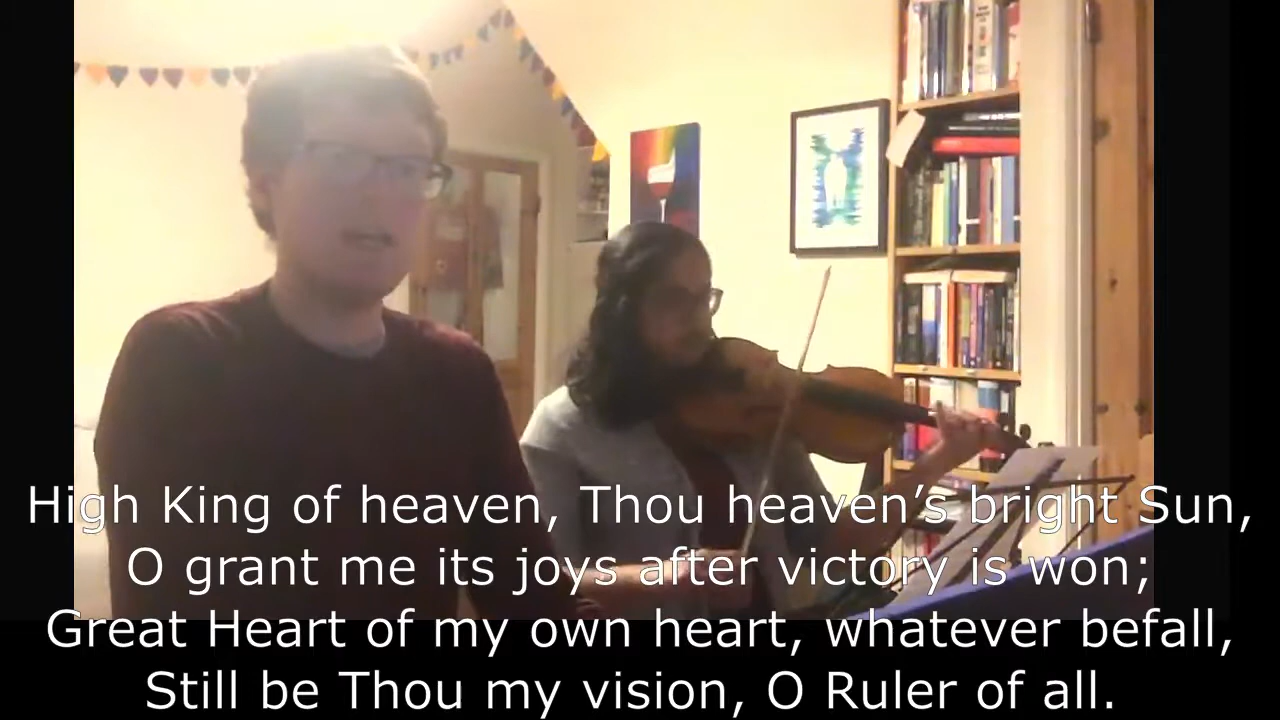 High King of heaven, Thou heaven’s bright Sun,
O grant me its joys after victory is won;
Great Heart of my own heart, whatever befall,
Still be Thou my vision, O Ruler of all.